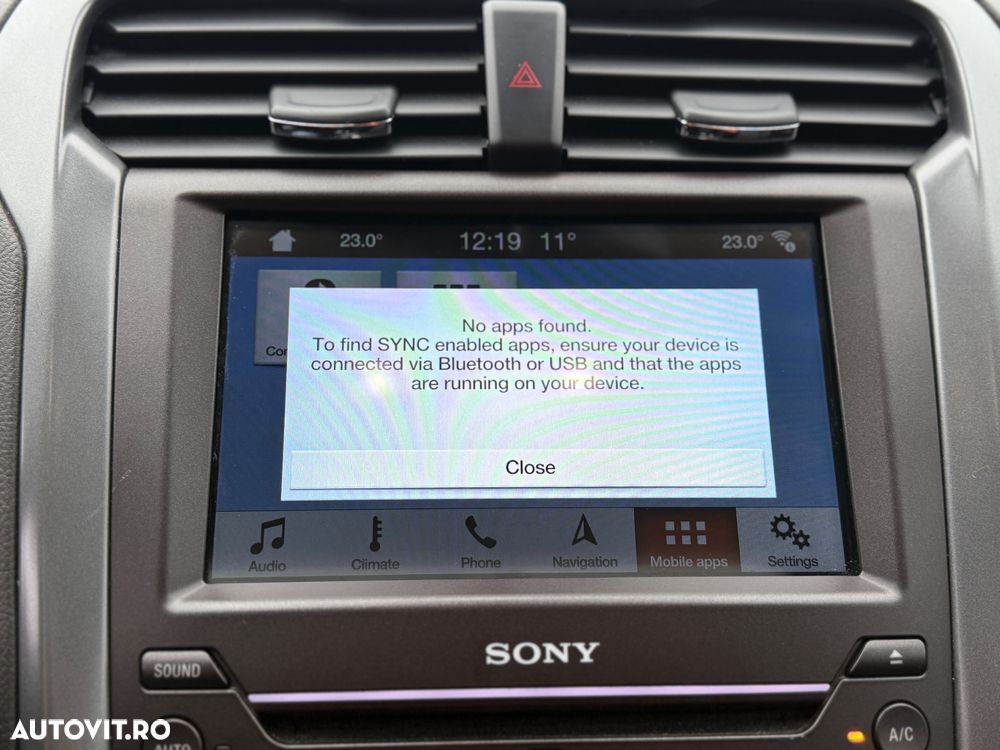 23.0°
12:19
11°
23.0°
No apps found.
To find SYNC enabled apps, ensure your device is
connected via Bluetooth or USB and that the apps
are running on your device.
Close
Audio
Climate
Phone
Navigation
Mobile apps
Settings
SONY
SOUND
AUTO
A/C
AUTOVIT.RO